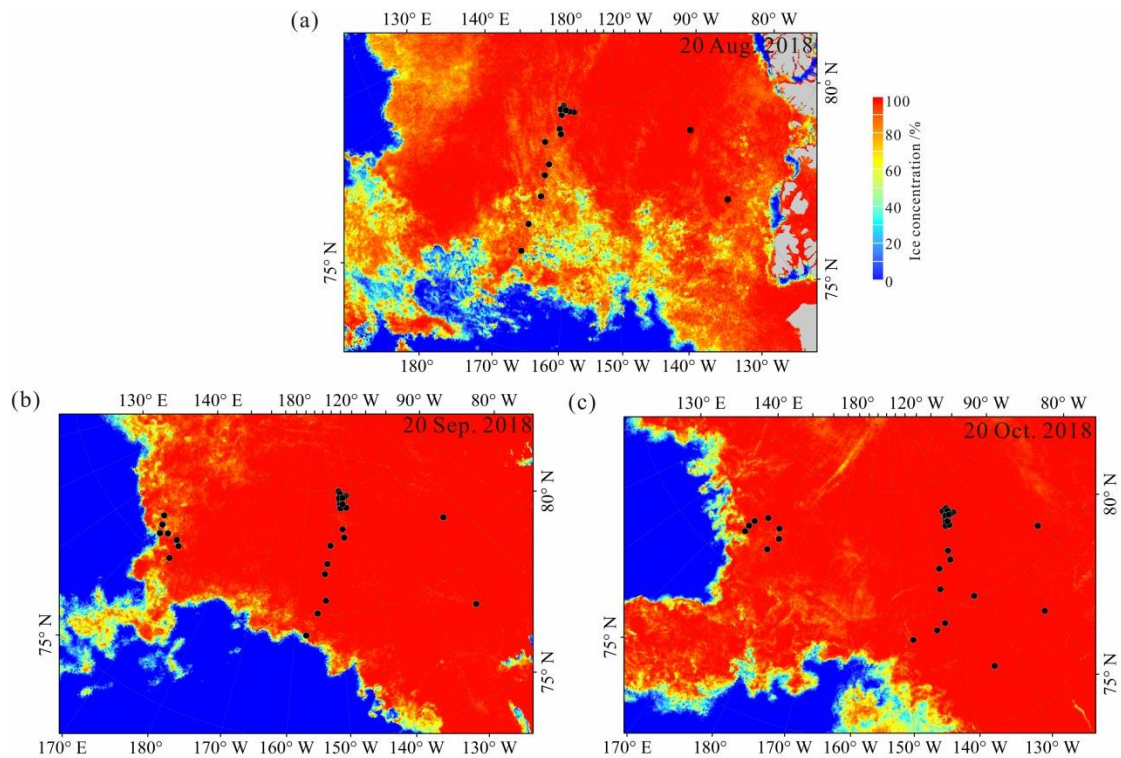 (a)
130° E 140° E 180° W 90° W 80° W
20 Aug. 2018
80° N
75° N
75° N
180° 170° W 160° W 150° W 140° W 130° W
100
80
60
40
20
0
Ice concentration /%
(b)
130° E 140° E 180° 120° W 90° W 80° W
20 Sep. 2018
80° N
75° N
75° N
170° E 180° 170° W 160° W 150° W 140° W 130° W
(c)
130° E 140° E 180° 120° W 90° W 80° W
20 Oct. 2018
80° N
75° N
75° N
170° E 180° 170° W 160° W 150° W 140° W 130° W